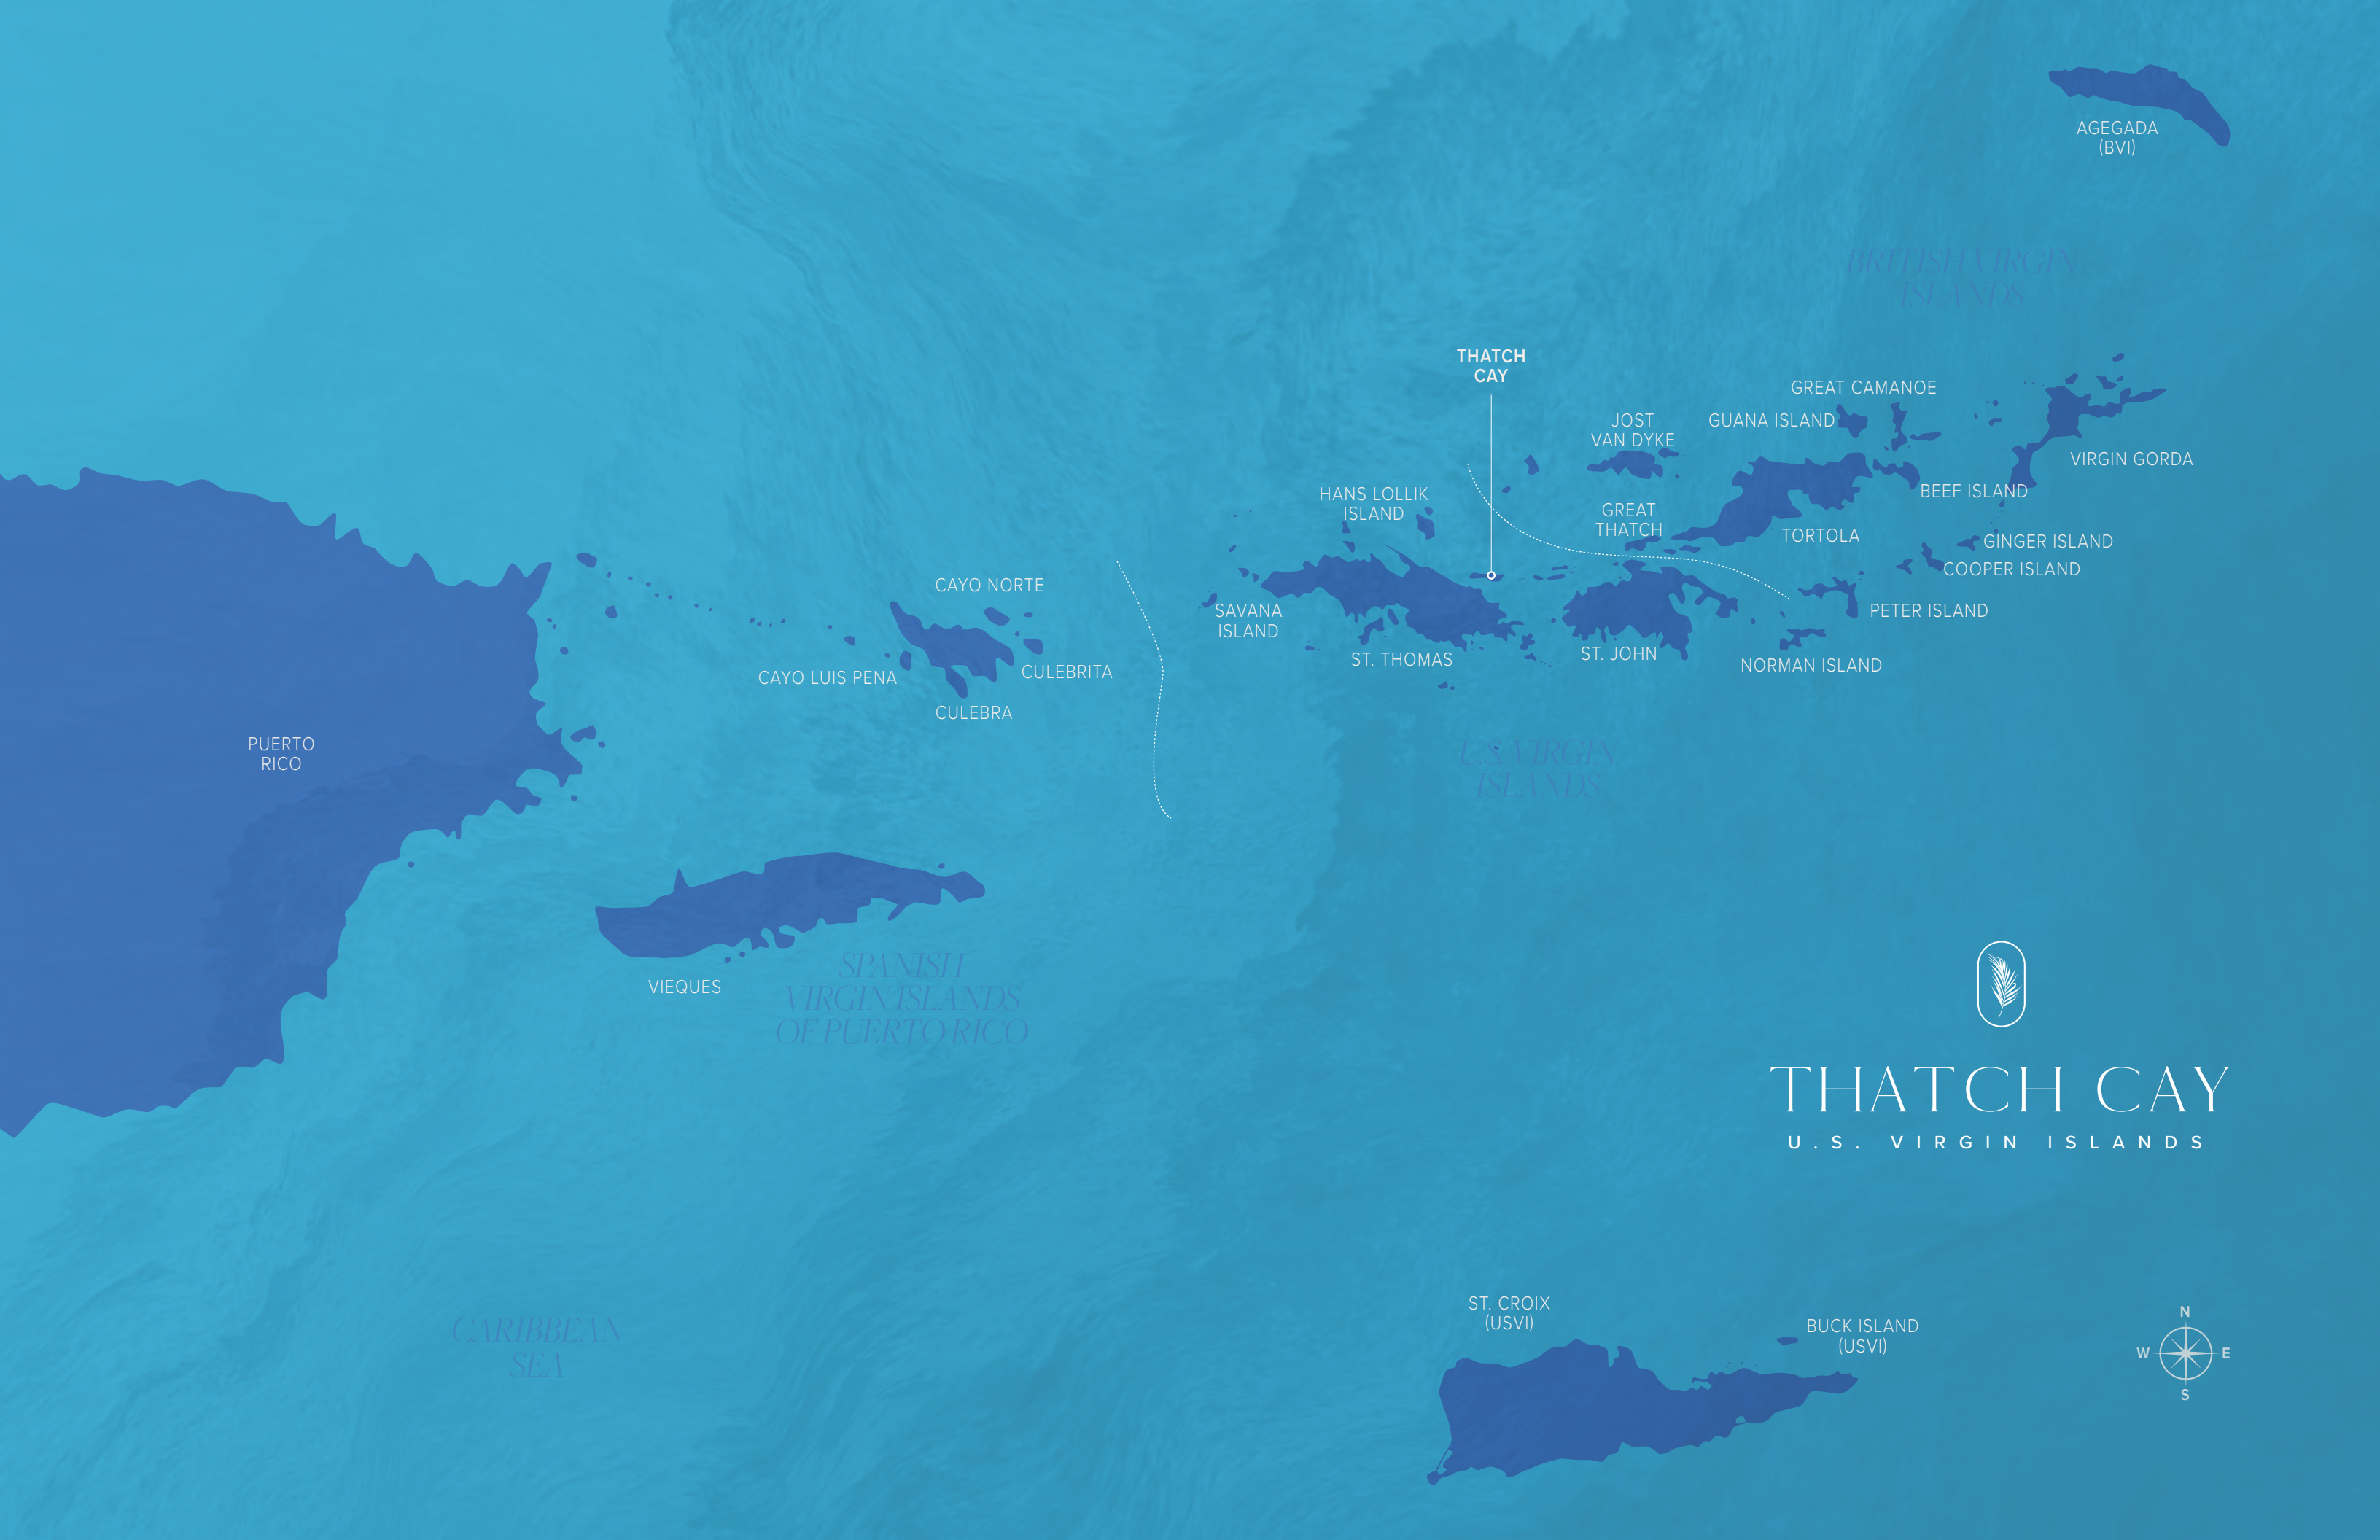 AGEGADA
(BVI)
BRITISH VIRGIN
ISLANDS
THATCH
CAY
GREAT CAMANOE
JOST
VAN DYKE
GUANA ISLAND
VIRGIN GORDA
HANS LOLLIK
ISLAND
BEEF ISLAND
GREAT
THATCH
TORTOLA
GINGER ISLAND
COOPER ISLAND
CAYO NORTE
SAVANA
ISLAND
PETER ISLAND
ST. THOMAS
ST. JOHN
NORMAN ISLAND
CAYO LUIS PENA
CULEBRITA
CULEBRA
PUERTO
RICO
U.S. VIRGIN
ISLANDS
VIEQUES
SPANISH
VIRGIN ISLANDS
OF PUERTO RICO
THATCH CAY
U.S. VIRGIN ISLANDS
CARIBBEAN
SEA
ST. CROIX
(USVI)
BUCK ISLAND
(USVI)
N
W E
S